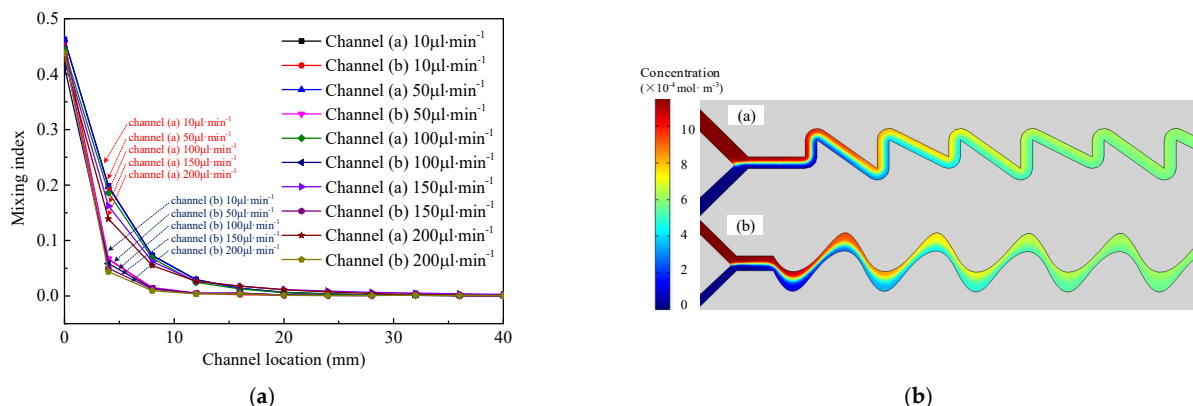 0.5
0.4
0.3
0.2
0.1
0.0
Mixing index
0
10
20
30
40
Channel location (mm)
Channel (a) 10μl·min-1
Channel (b) 10μl·min-1
Channel (a) 50μl·min-1
Channel (b) 50μl·min-1
Channel (a) 100μl·min-1
Channel (b) 100μl·min-1
Channel (a) 150μl·min-1
Channel (b) 150μl·min-1
Channel (a) 200μl·min-1
Channel (b) 200μl·min-1
channel (a) 10μl·min-1
channel (a) 50μl·min-1
channel (a) 100μl·min-1
channel (a) 150μl·min-1
channel (a) 200μl·min-1
channel (b) 10μl·min-1
channel (b) 50μl·min-1
channel (b) 100μl·min-1
channel (b) 150μl·min-1
channel (b) 200μl·min-1
(a)
Concentration
(×10-4 mol· m-3)
10
8
6
4
2
0
(a)
(b)
(b)